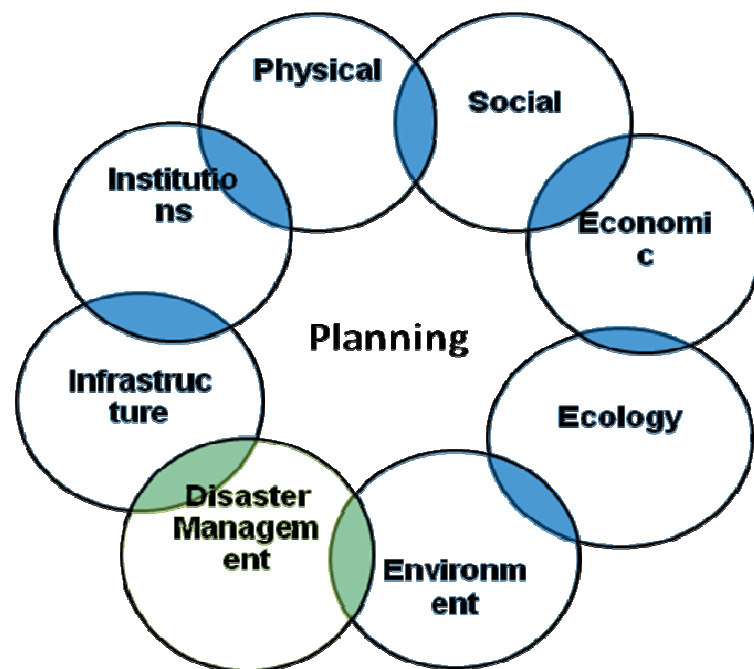 Physical
Social
Institutio
ns
Economi
c
Planning
Infrastruc
ture
Ecology
Disaster
Managem
ent
Environm
ent